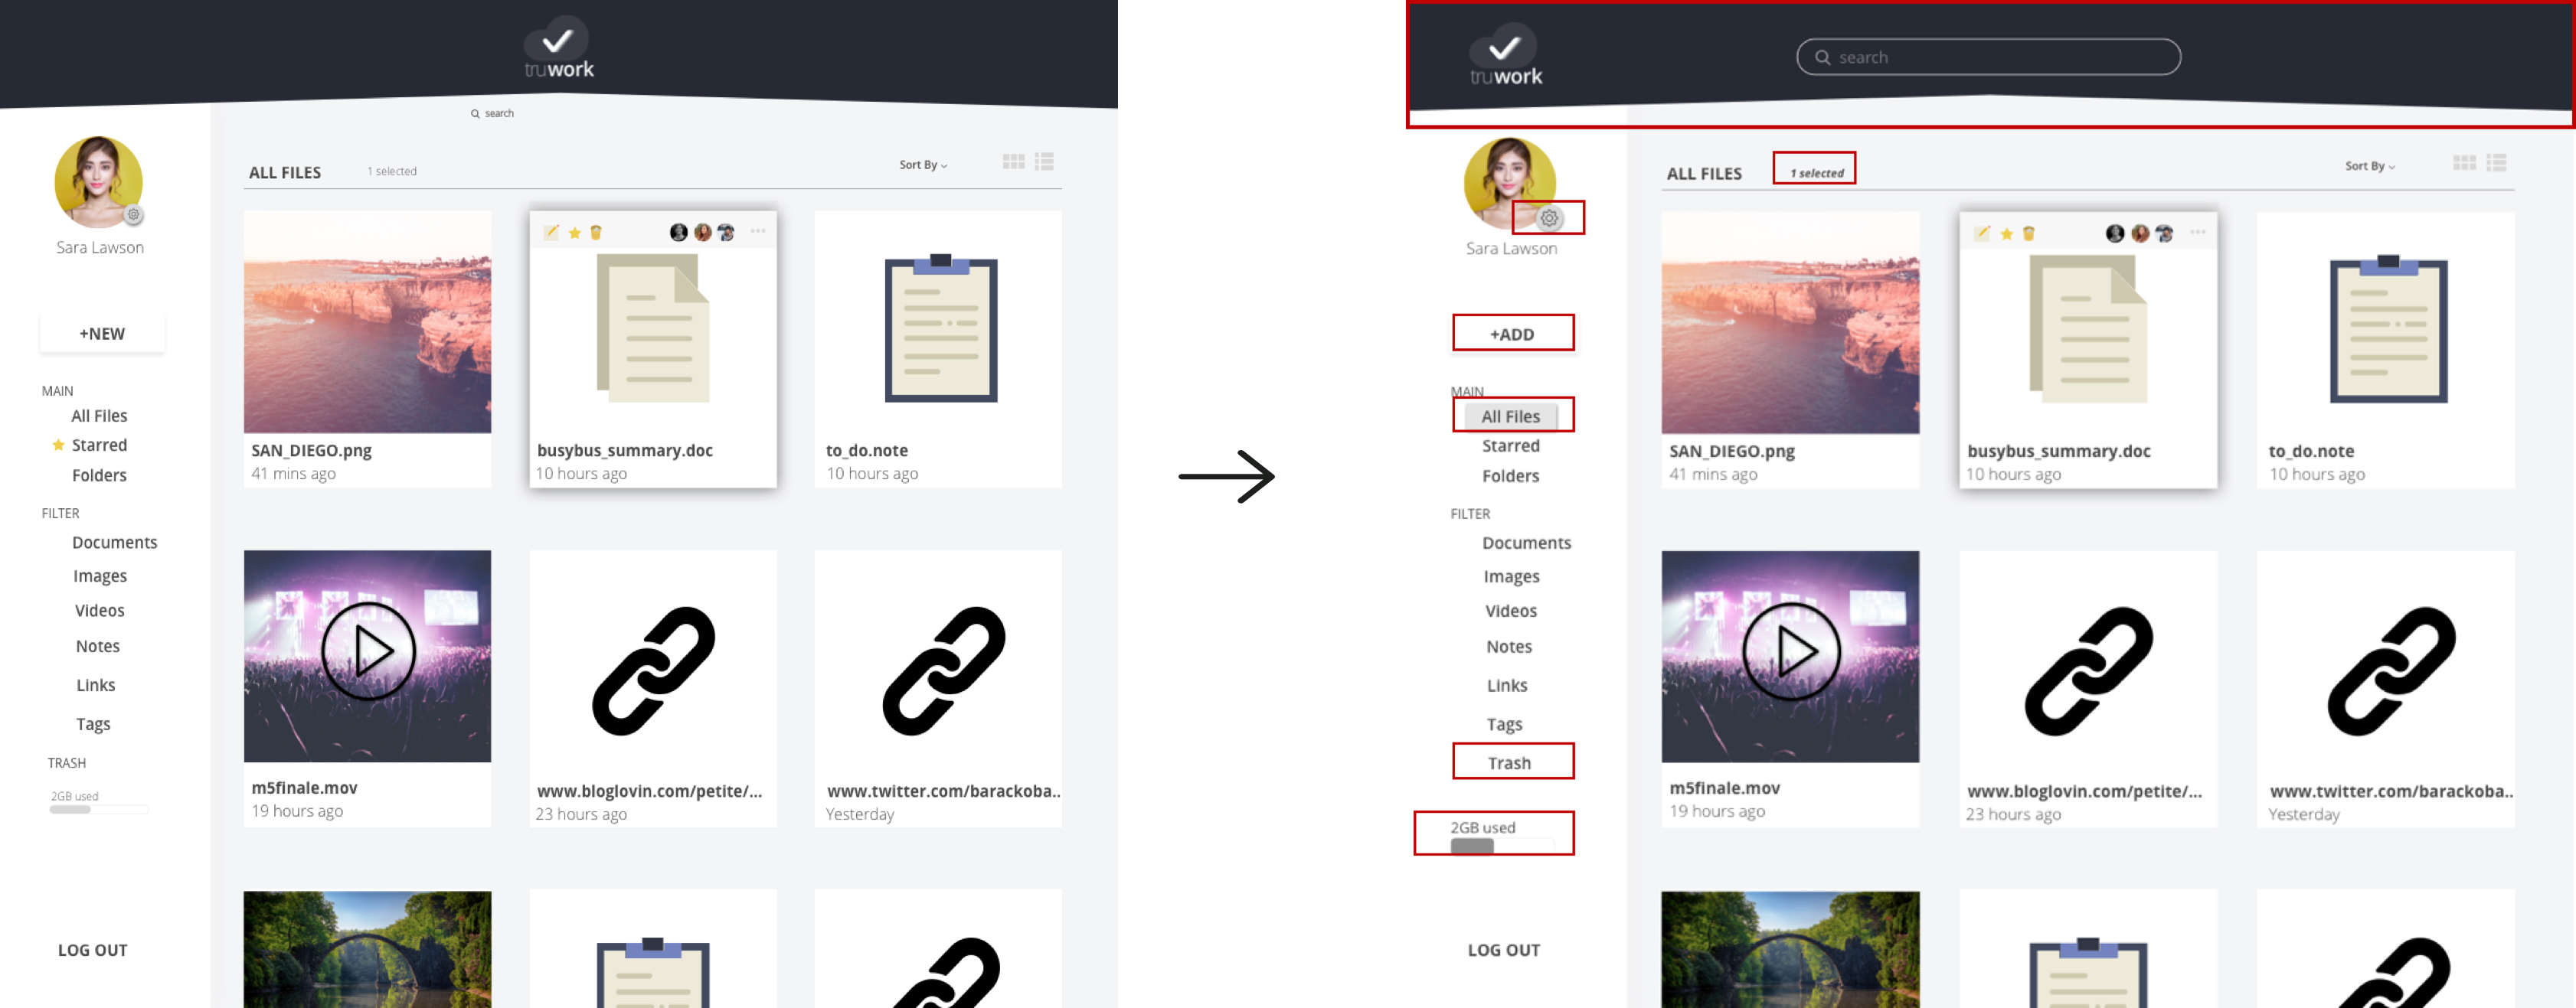 truwork
search
ALL FILES
1 selected
Sort By
Sara Lawson
+NEW
MAIN
All Files
Starred
Folders
FILTER
Documents
Images
Videos
Notes
Links
Tags
TRASH
2GB used
LOG OUT
SAN_DIEGO.png
41 mins ago
busybus_summary.doc
10 hours ago
to_do.note
10 hours ago
m5finale.mov
19 hours ago
www.bloglovin.com/petite/...
23 hours ago
www.twitter.com/barackoba..
Yesterday
truwork
search
ALL FILES
1 selected
Sort By
Sara Lawson
+ADD
MAIN
All Files
Starred
Folders
FILTER
Documents
Images
Videos
Notes
Links
Tags
Trash
2GB used
LOG OUT
SAN_DIEGO.png
41 mins ago
busybus_summary.doc
10 hours ago
to_do.note
10 hours ago
m5finale.mov
19 hours ago
www.bloglovin.com/petite/...
23 hours ago
www.twitter.com/barackoba..
Yesterday